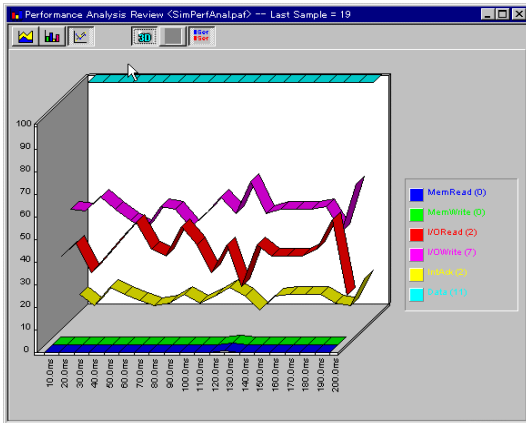 Performance Analysis Review <SimPerfAnal.paf> -- Last Sample = 19
3D
100
90
80
70
60
50
40
30
20
10
0
10.0ms
20.0ms
30.0ms
40.0ms
50.0ms
60.0ms
70.0ms
80.0ms
90.0ms
100.0ms
110.0ms
120.0ms
130.0ms
140.0ms
150.0ms
160.0ms
170.0ms
180.0ms
190.0ms
200.0ms
MemRead (0)
MemWrite (0)
I/ORead (2)
I/OWrite (7)
IntAck (2)
Data (11)